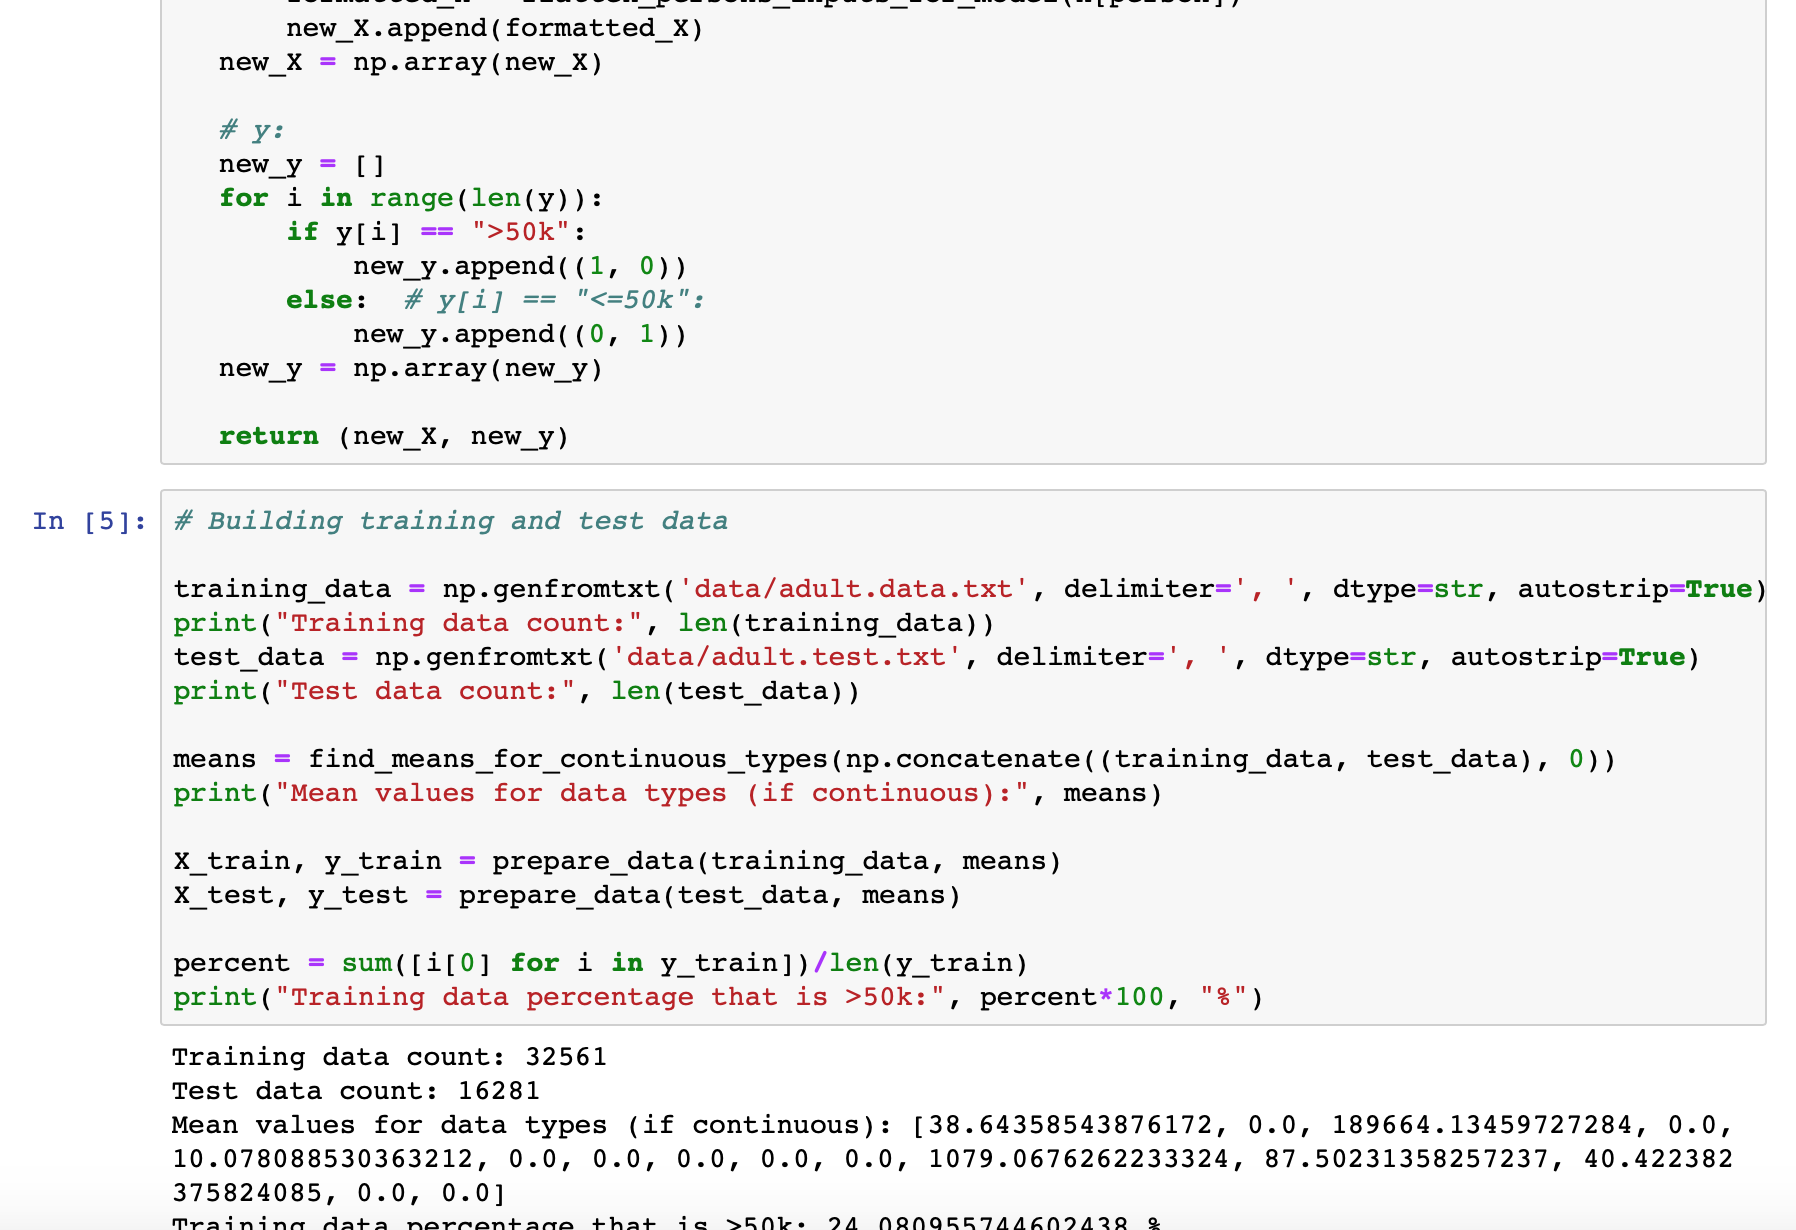 new_X.append(formatted_X)
new_X = np.array(new_X)
# y:
new_y = []
for i in range(len(y)):
if y[i] == ">50k":
new_y.append((1, 0))
else:  # y[i] == "<=50k":
new_y.append((0, 1))
new_y = np.array(new_y)
return (new_X, new_y)
In [5]:
# Building training and test data
training_data = np.genfromtxt('data/adult.data.txt', delimiter=', ', dtype=str, autostrip=True)
print("Training data count:", len(training_data))
test_data = np.genfromtxt('data/adult.test.txt', delimiter=', ', dtype=str, autostrip=True)
print("Test data count:", len(test_data))
means = find_means_for_continuous_types(np.concatenate((training_data, test_data), 0))
print("Mean values for data types (if continuous):", means)
X_train, y_train = prepare_data(training_data, means)
X_test, y_test = prepare_data(test_data, means)
percent = sum([i[0] for i in y_train])/len(y_train)
print("Training data percentage that is >50k:", percent*100, "%")
Training data count: 32561
Test data count: 16281
Mean values for data types (if continuous): [38.64358543876172, 0.0, 189664.13459727284, 0.0,
10.078088530363212, 0.0, 0.0, 0.0, 0.0, 0.0, 1079.0676262233324, 87.50231358257237, 40.422382
375824085, 0.0, 0.0]
Training data percentage that is >50k: 24.080955744602438 %